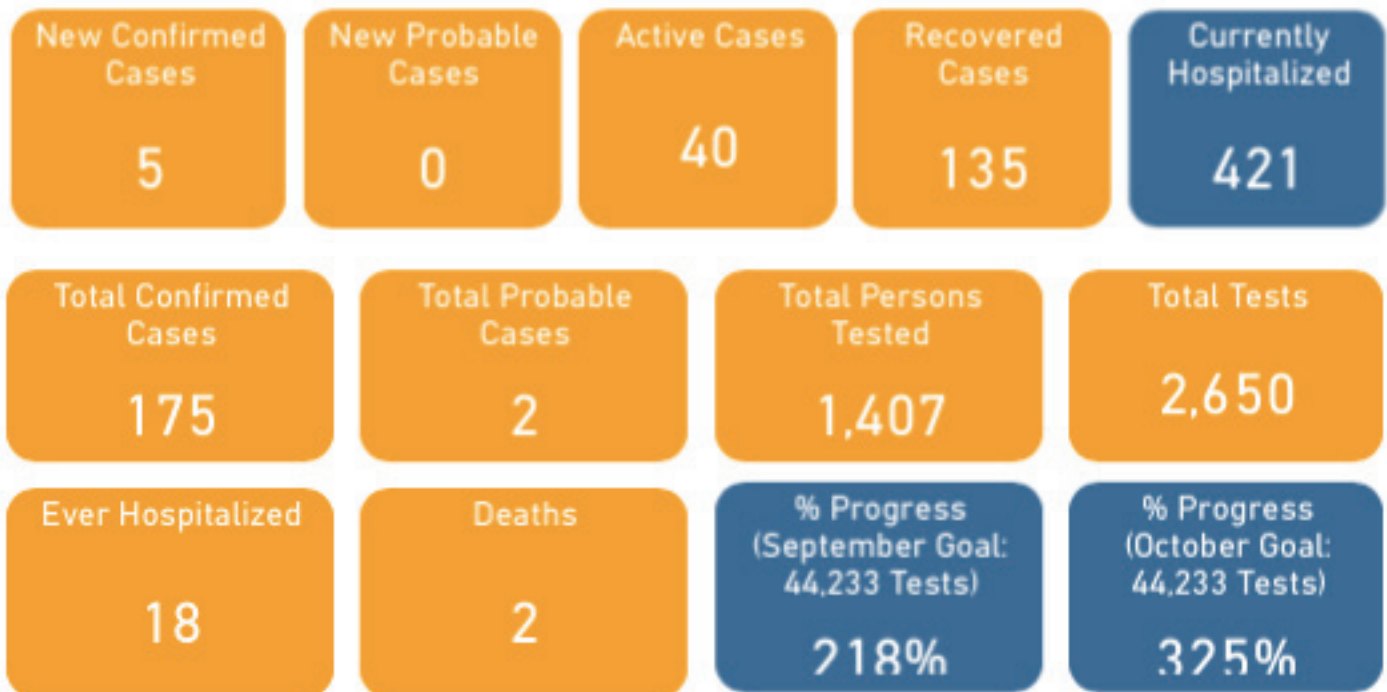 New Confirmed
Cases
5
New Probable
Cases
0
Active Cases
40
Recovered
Cases
135
Currently
Hospitalized
421
Total Confirmed
Cases
175
Total Probable
Cases
2
Total Persons
Tested
1,407
Total Tests
2,650
Ever Hospitalized
18
Deaths
2
% Progress
(September Goal:
44,233 Tests)
218%
% Progress
(October Goal:
44,233 Tests)
325%